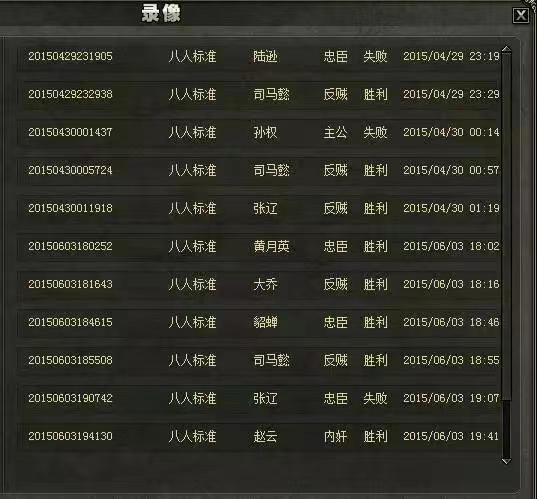 录像
20150429231905 八人标准 陆逊 忠臣 失败 2015/04/29 23:19
20150429232938 八人标准 司马懿 反贼 胜利 2015/04/29 23:29
20150430001437 八人标准 孙权 主公 失败 2015/04/30 00:14
20150430005724 八人标准 司马懿 反贼 胜利 2015/04/30 00:57
20150430011918 八人标准 张辽 反贼 胜利 2015/04/30 01:19
20150603180252 八人标准 黄月英 忠臣 胜利 2015/06/03 18:02
20150603181643 八人标准 大乔 反贼 胜利 2015/06/03 18:16
20150603184615 八人标准 貂蝉 忠臣 胜利 2015/06/03 18:46
20150603185508 八人标准 司马懿 反贼 胜利 2015/06/03 18:55
20150603190742 八人标准 张辽 忠臣 失败 2015/06/03 19:07
20150603194130 八人标准 赵云 内奸 胜利 2015/06/03 19:41